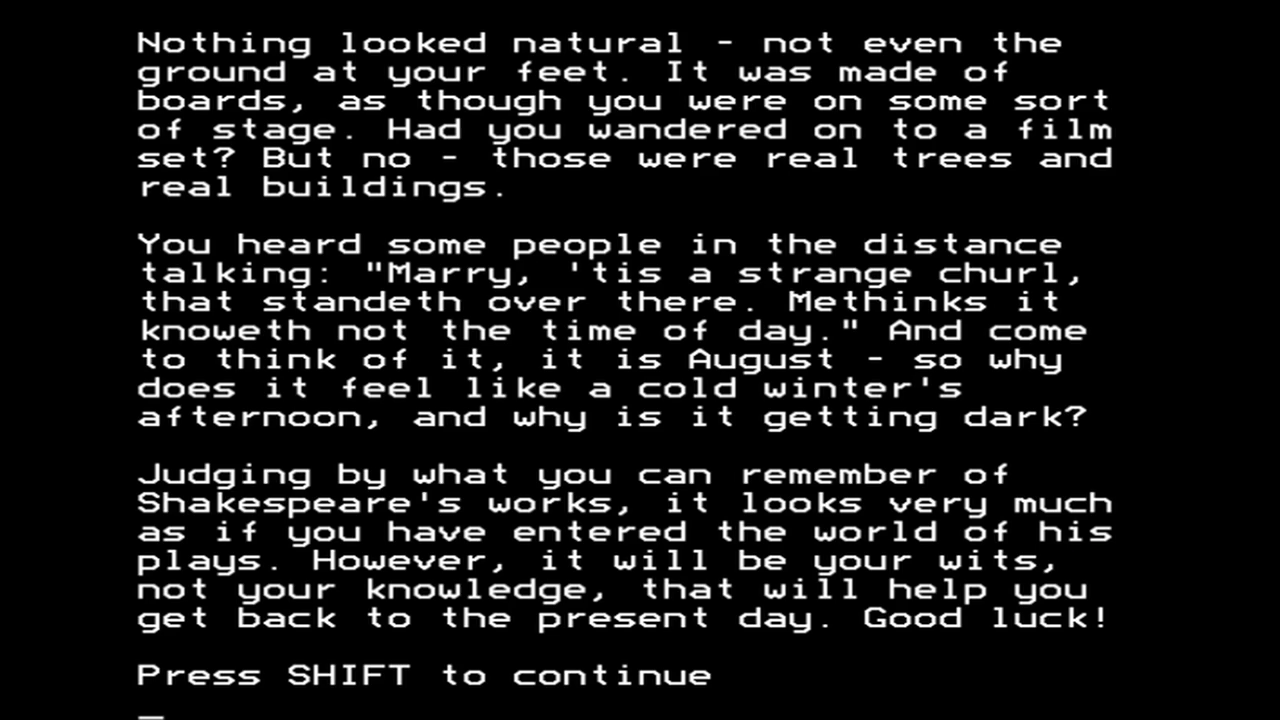 Nothing looked natural - not even the
ground at your feet. It was made of
boards, as though you were on some sort
of stage. Had you wandered on to a film
set? But no - those were real trees and
real buildings.
You heard some people in the distance
talking: "Marry, 'tis a strange churl,
that standeth over there. Methinks it
knoweth not the time of day." And come
to think of it, it is August - so why
does it feel like a cold winter's
afternoon, and why is it getting dark?
Judging by what you can remember of
Shakespeare's works, it looks very much
as if you have entered the world of his
plays. However, it will be your wits,
not your knowledge, that will help you
get back to the present day. Good luck!
Press SHIFT to continue